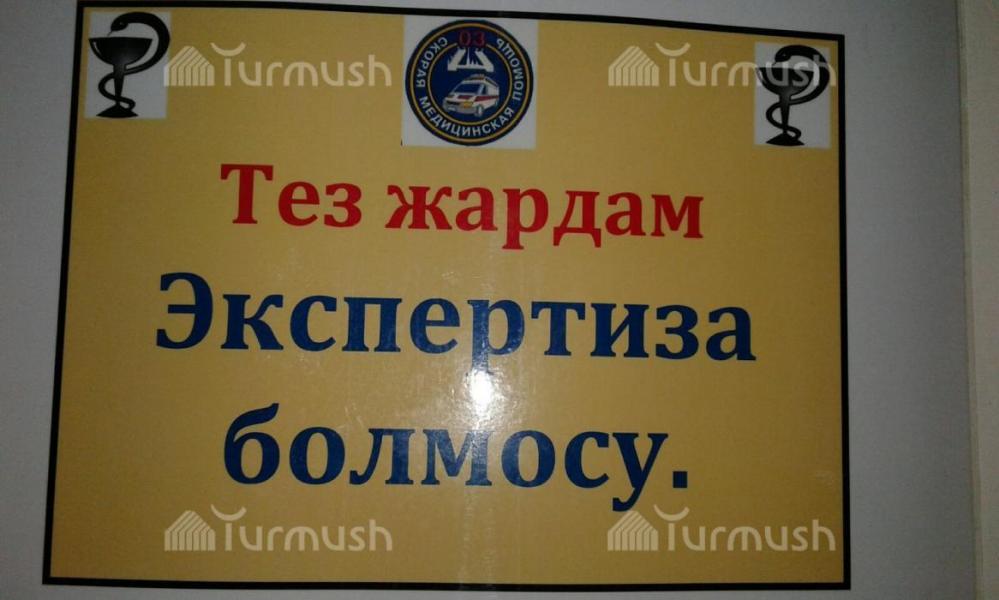 Turmush Turmush
03
СКОРАЯ МЕДИЦИНСКАЯ ПОМОЩЬ
Тез жардам
Экспертиза
болмосу.
Turmush Turmush